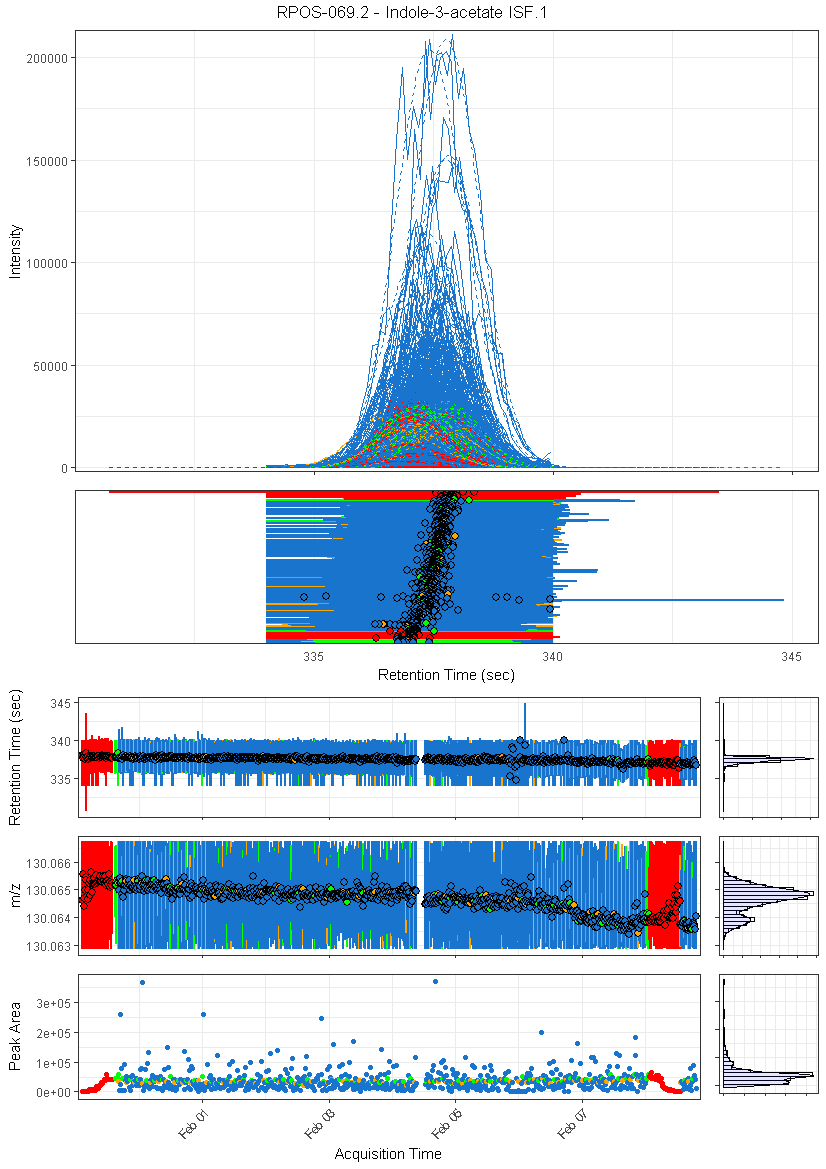 RPOS-069.2 - Indole-3-acetate ISF.1
200000
150000
100000
50000
0
Intensity
335
340
345
Retention Time (sec)
345
340
335
Retention Time (sec)
130.066
130.065
130.064
130.063
m/z
3e+05
2e+05
1e+05
0e+00
Peak Area
Feb 01
Feb 03
Feb 05
Feb 07
Acquisition Time